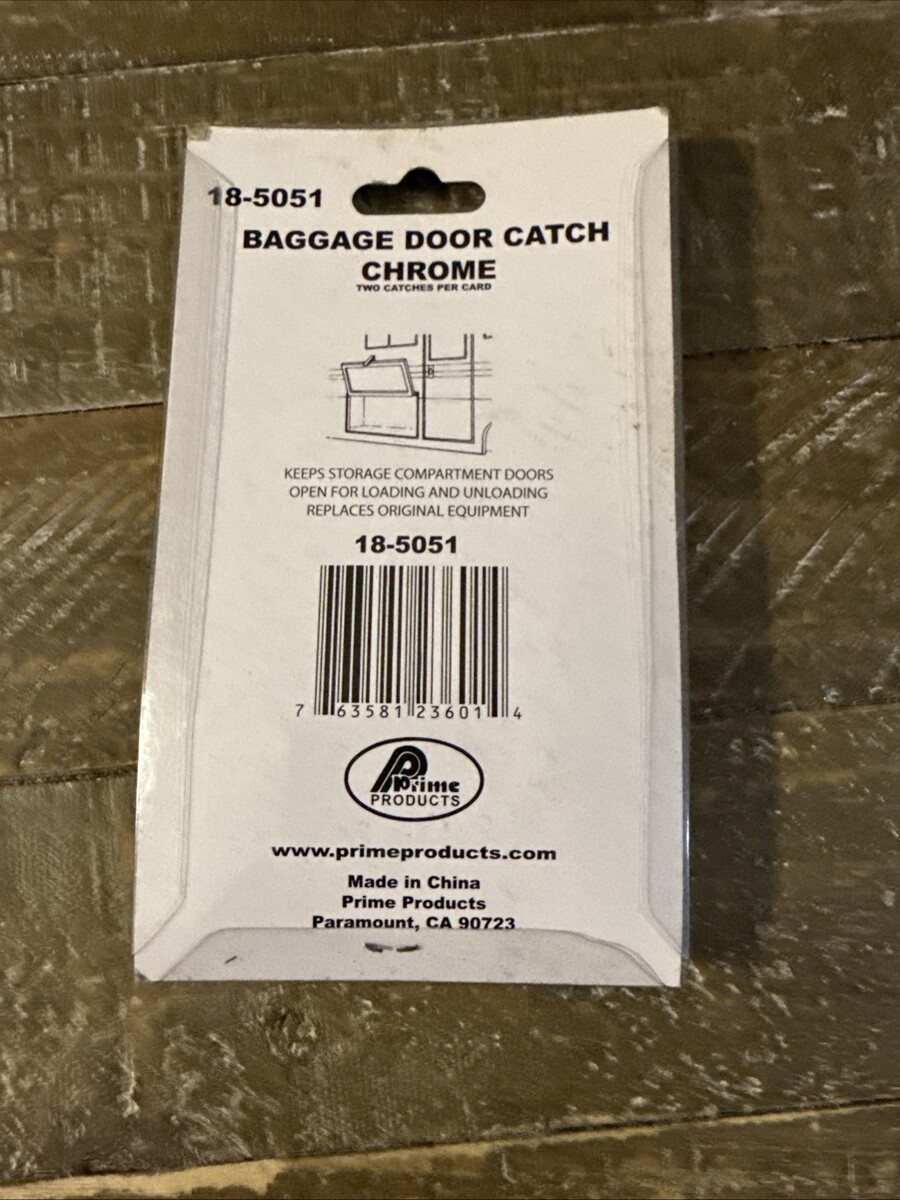 18-5051
BAGGAGE DOOR CATCH
CHROME
TWO CATCHES PER CARD
KEEPS STORAGE COMPARTMENT DOORS
OPEN FOR LOADING AND UNLOADING
REPLACES ORIGINAL EQUIPMENT
18-5051
7 63581 23601 4
Prime
PRODUCTS
www.primeproducts.com
Made in China
Prime Products
Paramount, CA 90723